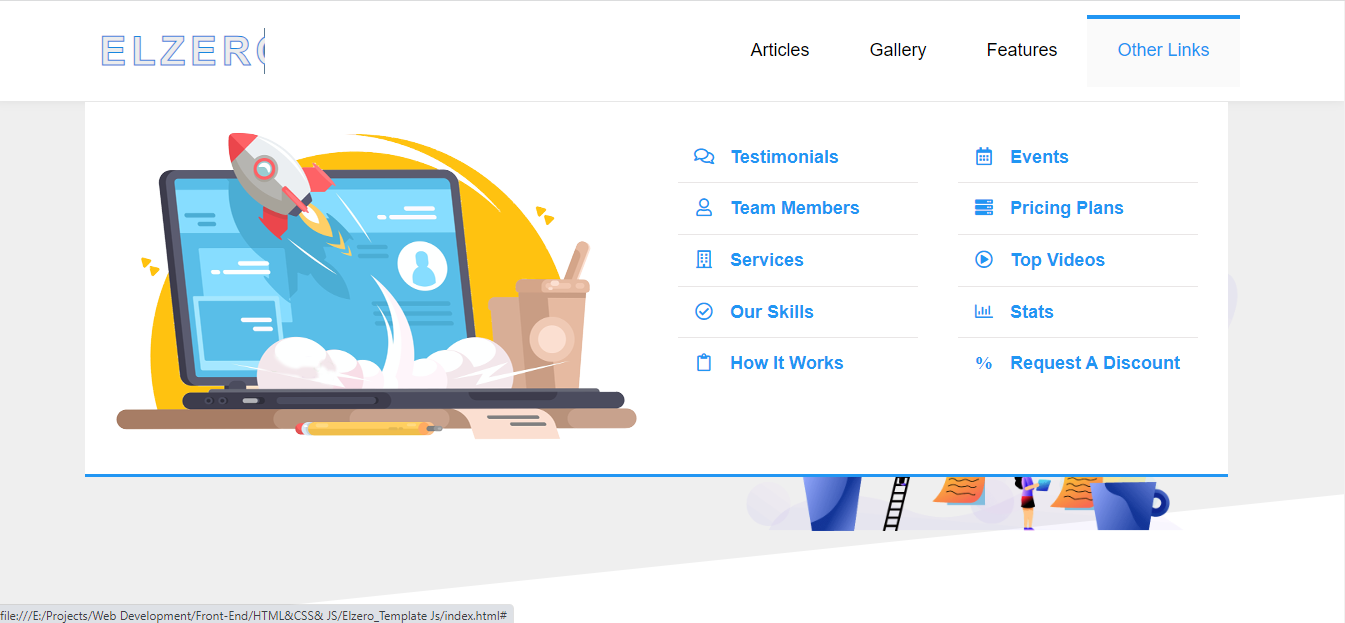 ELZERO
Articles
Gallery
Features
Other Links
Testimonials
Events
Team Members
Pricing Plans
Services
Top Videos
Our Skills
Stats
How It Works
% Request A Discount
file:///E:/Projects/Web Development/Front-End/HTML&CSS& JS/Elzero_Template Js/index.html#